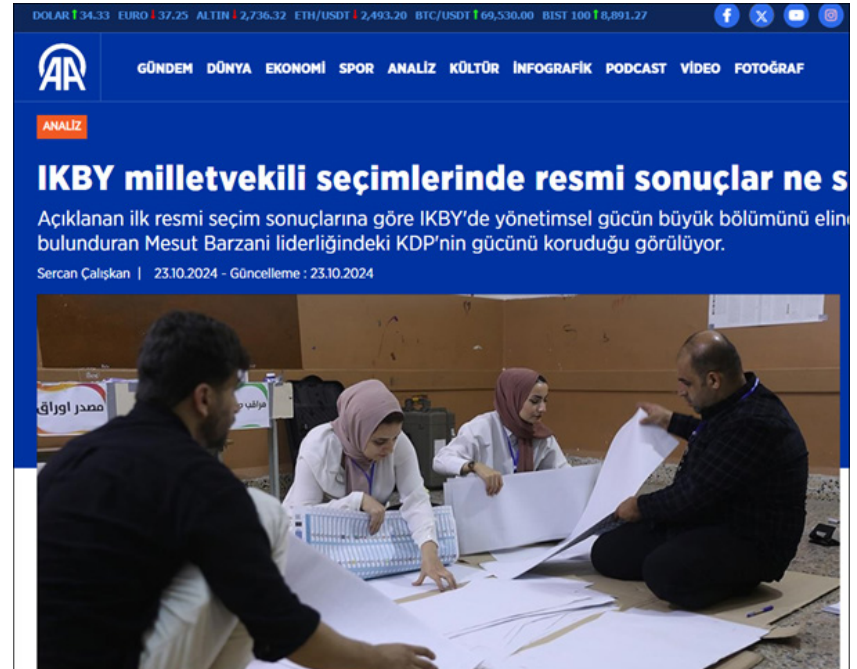 DOLAR 34.33 EURO 37.25 ALTIN 2,736.32 ETH/USDT 2,493.20 BTC/USDT 69,530.00 BIST 100 8,891.27
AA GÜNDEM DÜNYA EKONOMİ SPOR ANALİZ KÜLTÜR İNFOGRAFİK PODCAST VİDEO FOTOĞRAF
ANALİZ
IKBY milletvekili seçimlerinde resmi sonuçlar ne s
Açıklanan ilk resmi seçim sonuçlarına göre IKBY'de yönetimsel gücün büyük bölümünü elin
bulunduran Mesut Barzani liderliğindeki KDP'nin gücünü koruduğu görülüyor.
Sercan Çalışkan | 23.10.2024 - Güncelleme : 23.10.2024
مراقب
مصدر اوراق